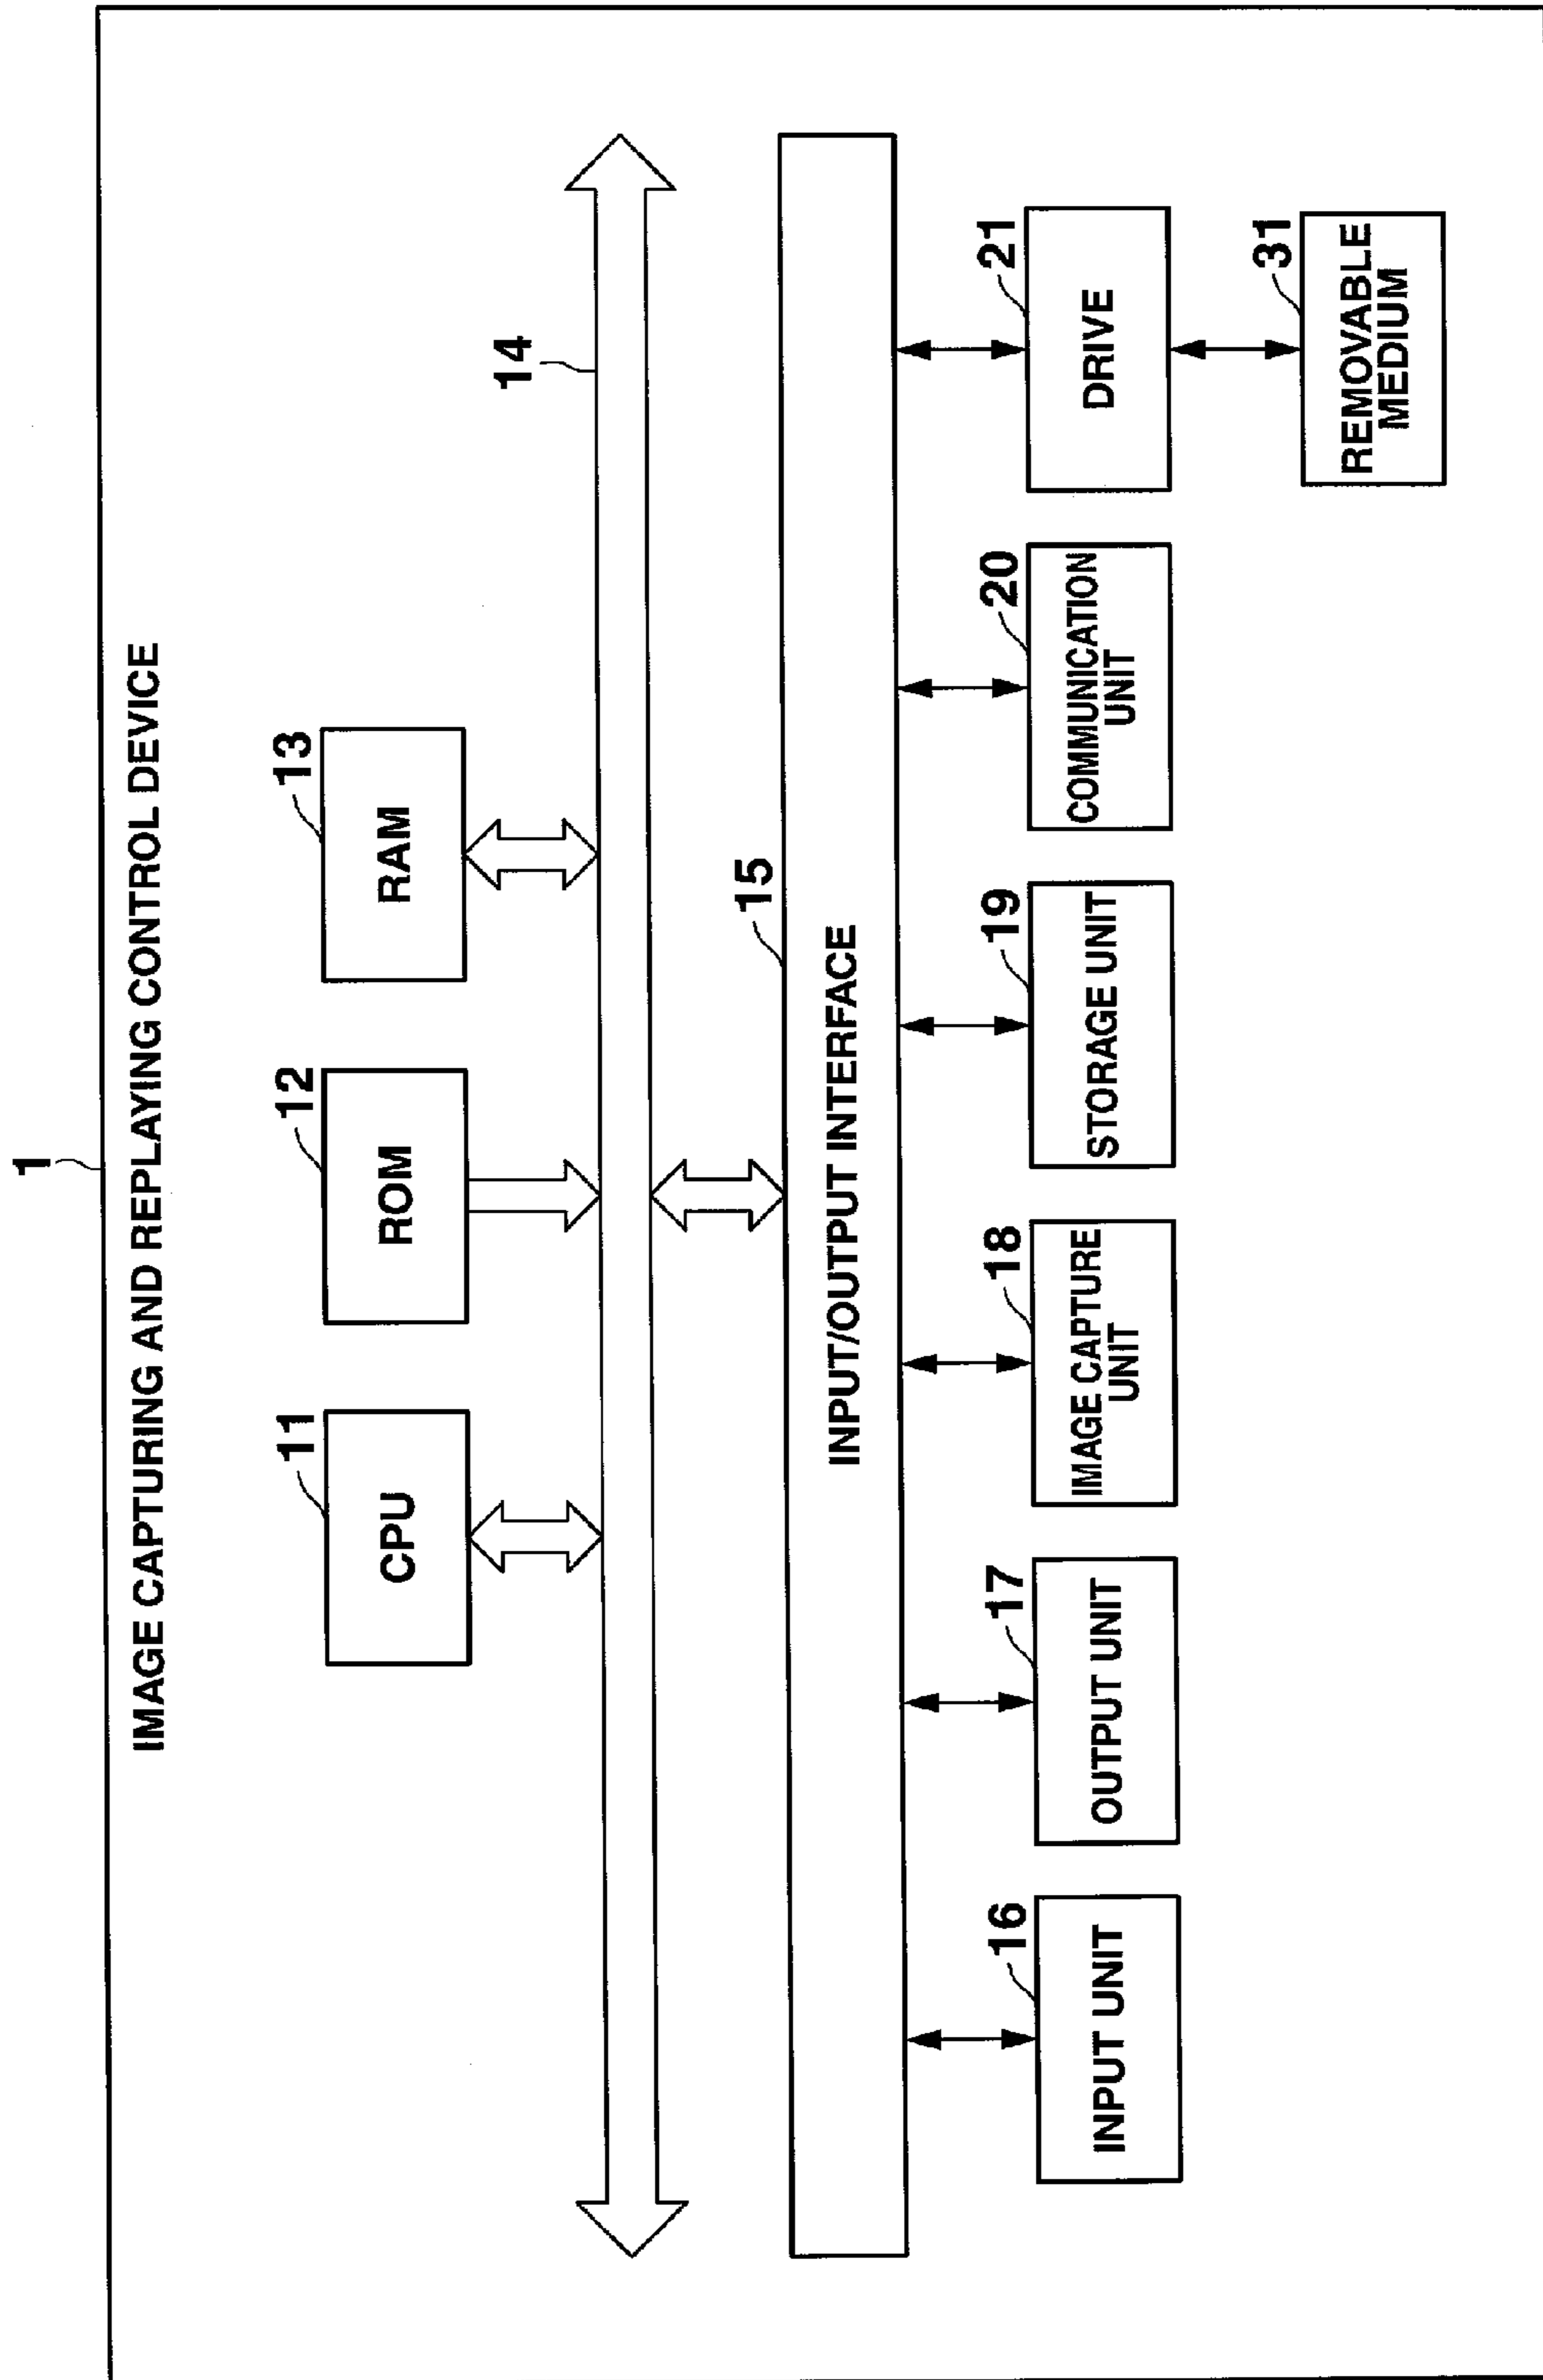 1
IMAGE CAPTURING AND REPLAYING CONTROL DEVICE
11
CPU
12
ROM
13
RAM
14
15
INPUT/OUTPUT INTERFACE
16
INPUT UNIT
17
OUTPUT UNIT
18
IMAGE CAPTURE
UNIT
19
STORAGE UNIT
20
COMMUNICATION
UNIT
21
DRIVE
31
REMOVABLE
MEDIUM